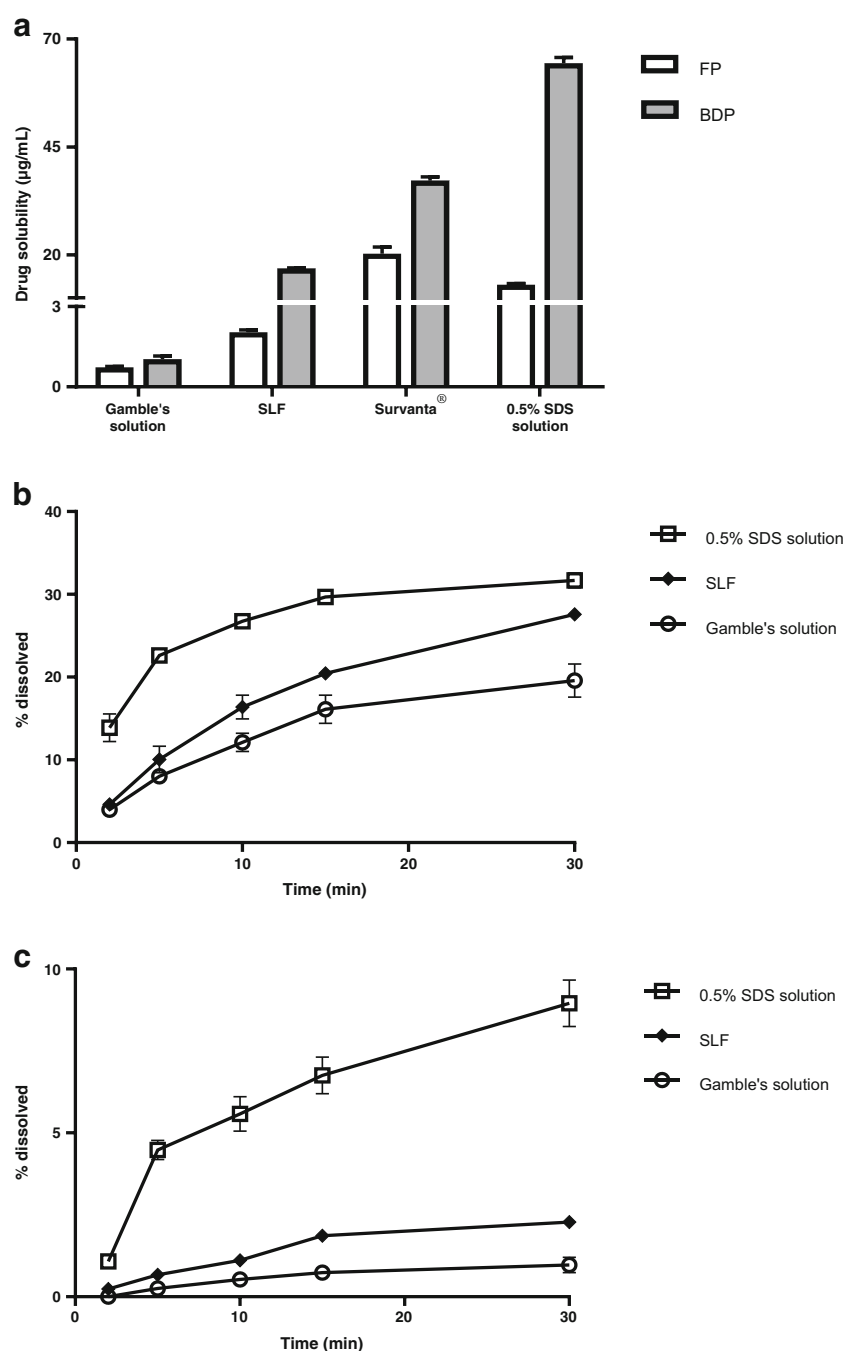 a
70
45
20
3
0
Drug solubility (µg/mL)
Gamble's
solution
SLF
Survanta®
0.5% SDS
solution
FP
BDP
b
40
30
20
10
0
% dissolved
0
10
20
30
Time (min)
0.5% SDS solution
SLF
Gamble's solution
c
10
5
0
% dissolved
0
10
20
30
Time (min)
0.5% SDS solution
SLF
Gamble's solution